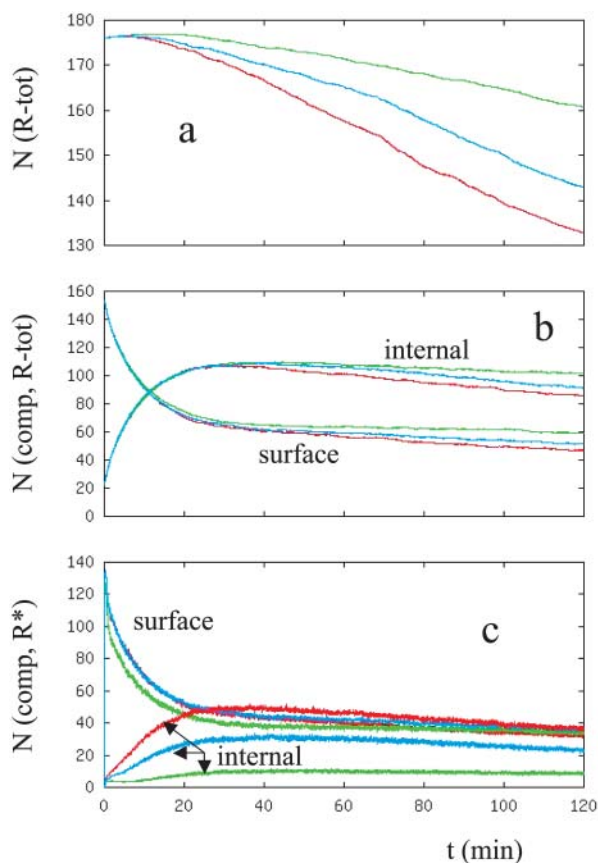 N (R-tot)
180
170
160
150
140
130
a
N (comp, R-tot)
160
140
120
100
80
60
40
20
0
b
internal
surface
N (comp, R*)
140
120
100
80
60
40
20
0
surface
c
internal
0 20 40 60 80 100 120
t (min)